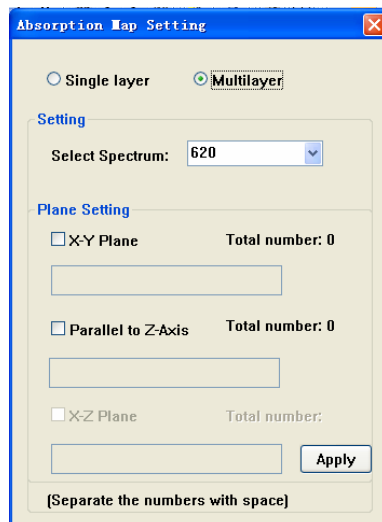 Absorption Map Setting
Single layer Multilayer
Setting
Select Spectrum: 620
Plane Setting
X-Y Plane Total number: 0
Parallel to Z-Axis Total number: 0
X-Z Plane Total number:
Apply
(Separate the numbers with space)